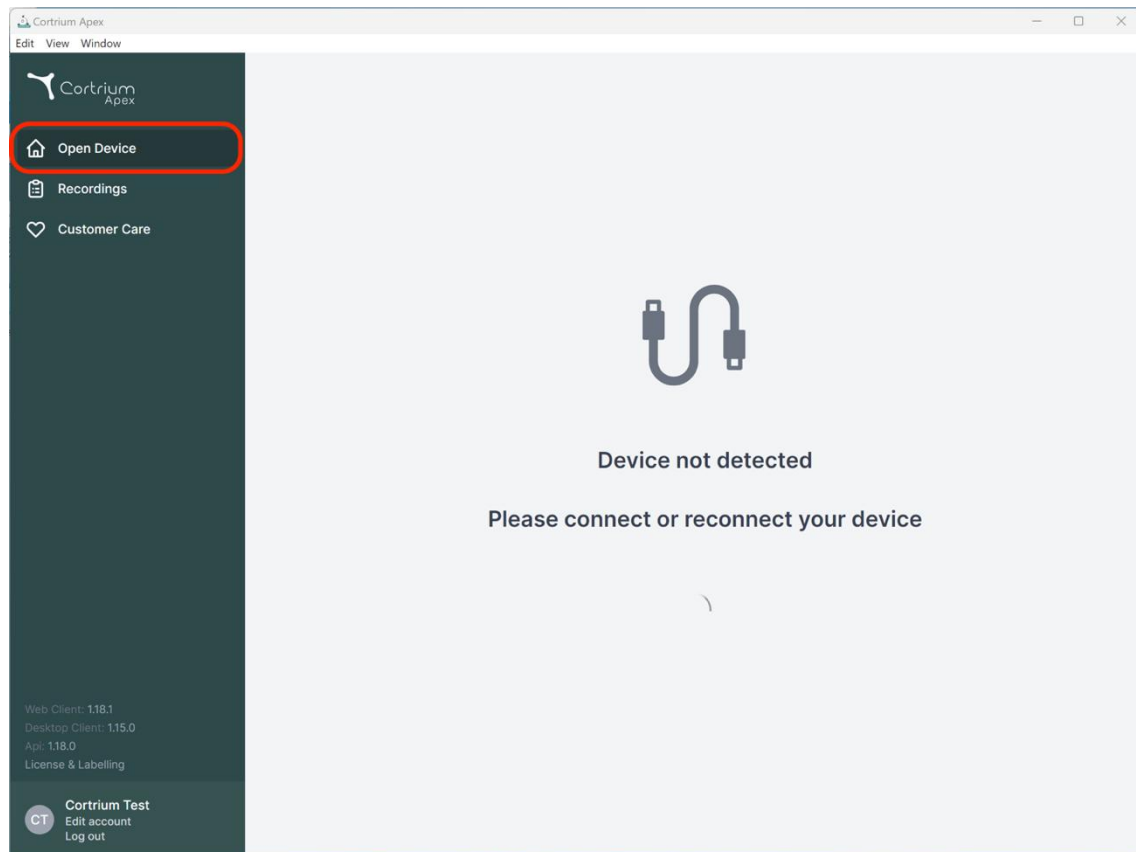 Cortrium Apex
Edit View Window
Cortrium
Apex
Open Device
Recordings
Customer Care
Device not detected
Please connect or reconnect your device
Web Client: 1.18.1
Desktop Client: 1.15.0
Api: 1.18.0
License & Labelling
CT
Cortrium Test
Edit account
Log out